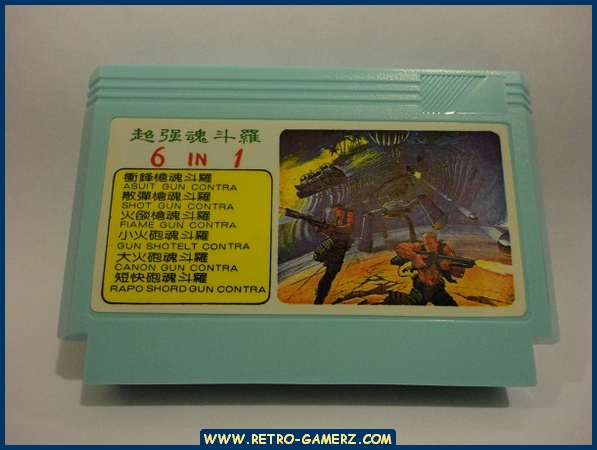 超强魂斗羅
6 IN 1
衝鋒槍魂斗羅
ASUIT GUN CONTRA
散彈槍魂斗羅
SHOT GUN CONTRA
火燄槍魂斗羅
FIAME GUN CONTRA
小火砲魂斗羅
GUN SHOTELT CONTRA
大火砲魂斗羅
CANON GUN CONTRA
短快砲魂斗羅
RAPO SHORD GUN CONTRA
WWW.RETRO-GAMERZ.COM